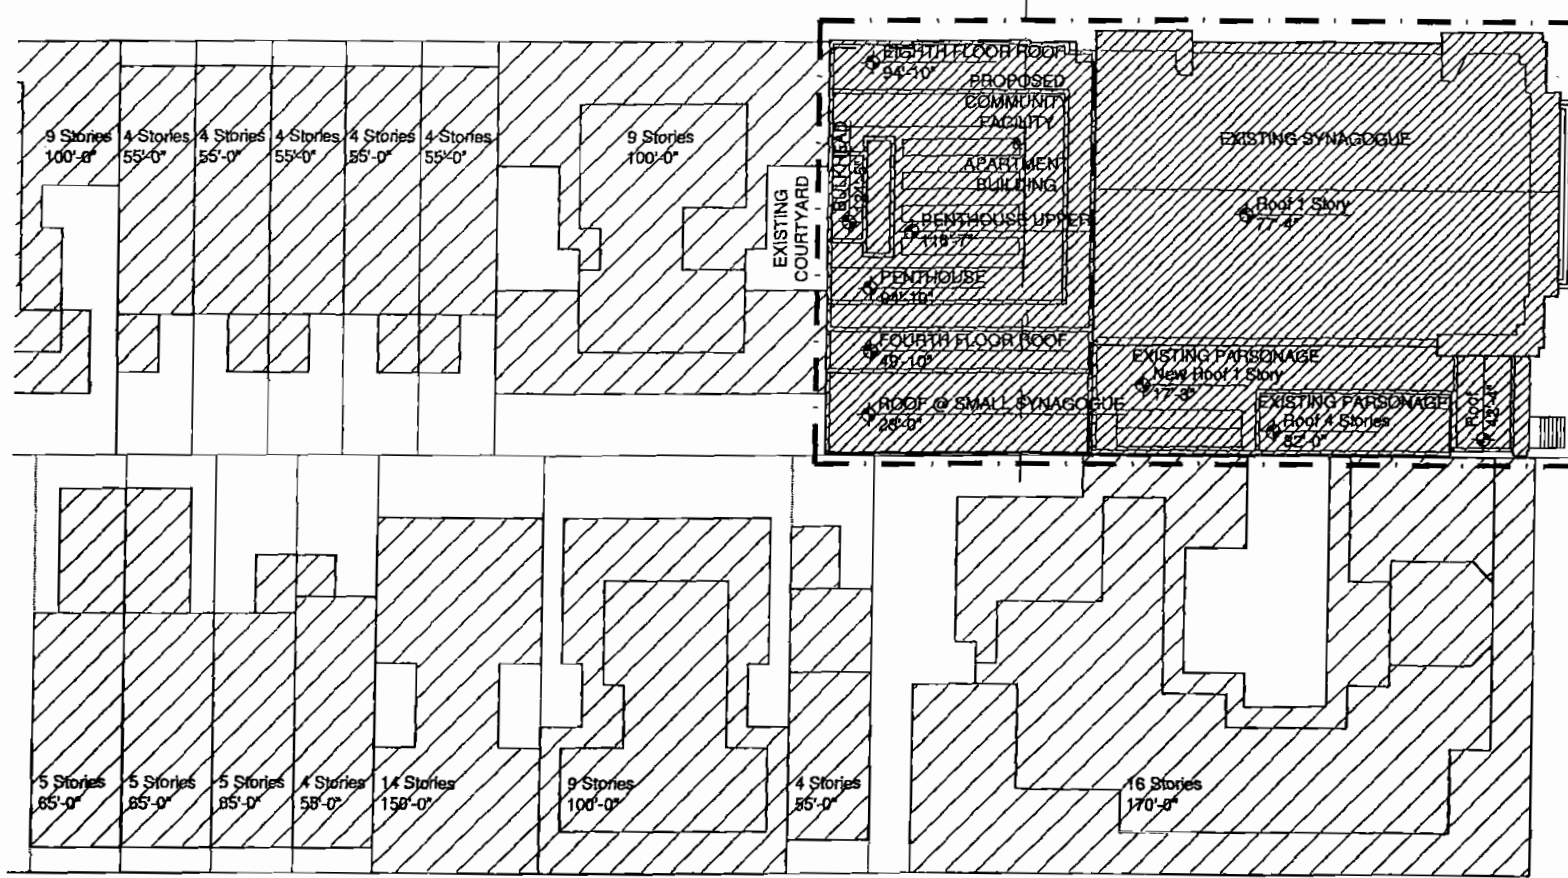 9 Stories
100'-0"
4 Stories
55'-0"
4 Stories
55'-0"
4 Stories
55'-0"
4 Stories
55'-0"
4 Stories
55'-0"
9 Stories
100'-0"
EXISTING
COURTYARD
EIGHTH FLOOR ROOF
94'-10"
PROPOSED
COMMUNITY
FACILITY
APARTMENT
BUILDING
BULKHEAD
PENTHOUSE UPPER
PENTHOUSE
94'-10"
FOURTH FLOOR ROOF
49'-10"
ROOF @ SMALL SYNAGOGUE
28'-0"
EXISTING SYNAGOGUE
Roof 1 Story
77'-4"
EXISTING PARSONAGE
New Roof 1 Story
17'-3"
EXISTING PARSONAGE
Roof 4 Stories
52'-0"
Roof
5 Stories
65'-0"
5 Stories
65'-0"
5 Stories
65'-0"
4 Stories
55'-0"
14 Stories
150'-0"
9 Stories
100'-0"
4 Stories
55'-0"
16 Stories
170'-0"